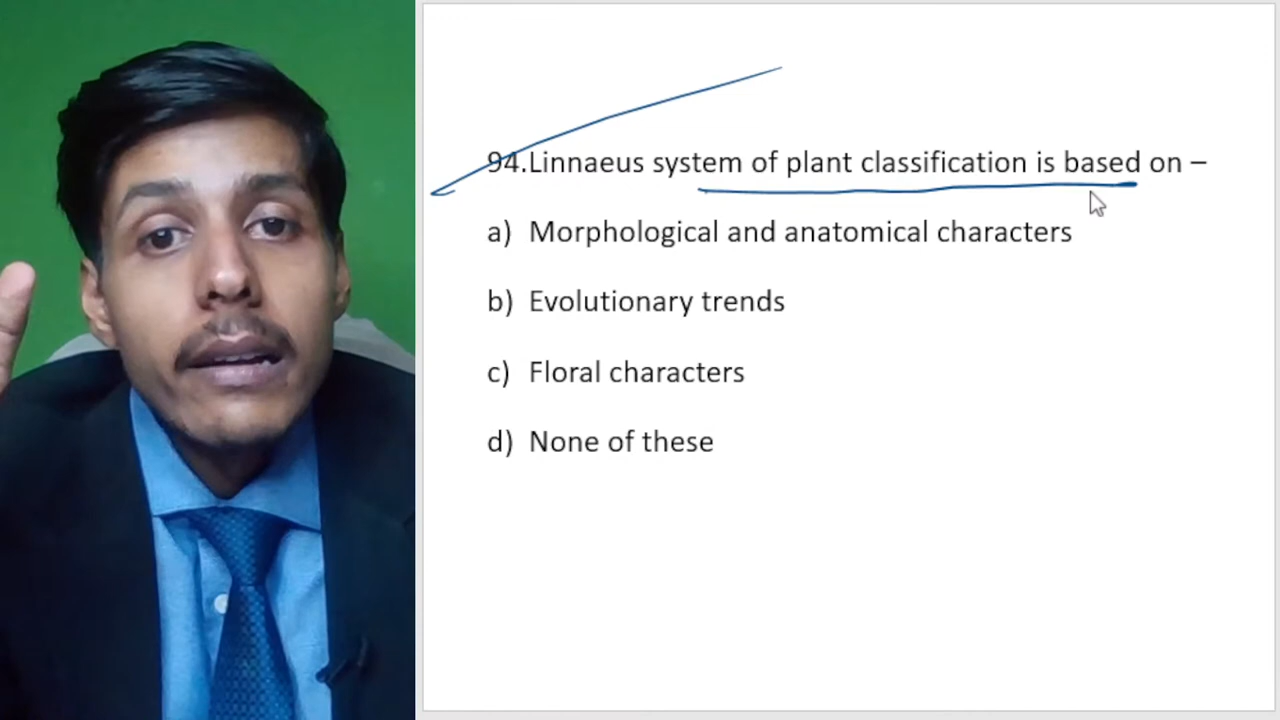 94.Linnaeus system of plant classification is based on –
a) Morphological and anatomical characters
b) Evolutionary trends
c) Floral characters
d) None of these